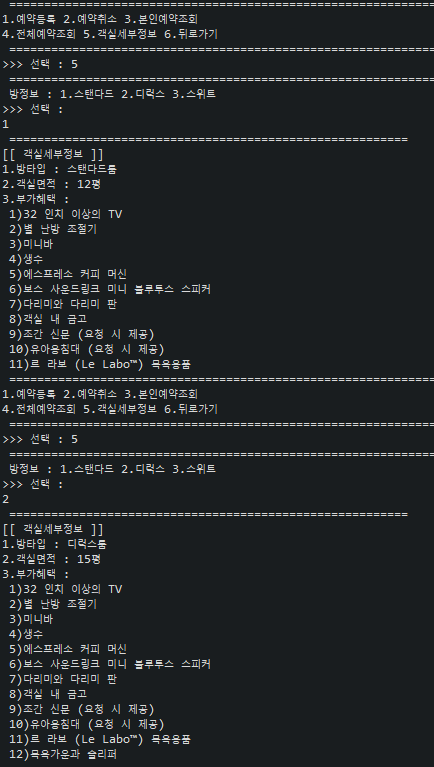 ======================================================
1.예약등록 2.예약취소 3.본인예약조회
4.전체예약조회 5.객실세부정보 6.뒤로가기
======================================================
>>> 선택 : 5
======================================================
방정보 : 1.스탠다드 2.디럭스 3.스위트
>>> 선택 :
1
=========================================================
[[ 객실세부정보 ]]
1.방타입 : 스탠다드룸
2.객실면적 : 12평
3.부가혜택 :
1)32 인치 이상의 TV
2)별 난방 조절기
3)미니바
4)생수
5)에스프레소 커피 머신
6)보스 사운드링크 미니 블루투스 스피커
7)다리미와 다리미 판
8)객실 내 금고
9)조간 신문 (요청 시 제공)
10)유아용침대 (요청 시 제공)
11)르 라보 (Le Labo™) 목욕용품
======================================================
1.예약등록 2.예약취소 3.본인예약조회
4.전체예약조회 5.객실세부정보 6.뒤로가기
======================================================
>>> 선택 : 5
======================================================
방정보 : 1.스탠다드 2.디럭스 3.스위트
>>> 선택 :
2
=========================================================
[[ 객실세부정보 ]]
1.방타입 : 디럭스룸
2.객실면적 : 15평
3.부가혜택 :
1)32 인치 이상의 TV
2)별 난방 조절기
3)미니바
4)생수
5)에스프레소 커피 머신
6)보스 사운드링크 미니 블루투스 스피커
7)다리미와 다리미 판
8)객실 내 금고
9)조간 신문 (요청 시 제공)
10)유아용침대 (요청 시 제공)
11)르 라보 (Le Labo™) 목욕용품
12)목욕가운과 슬리퍼